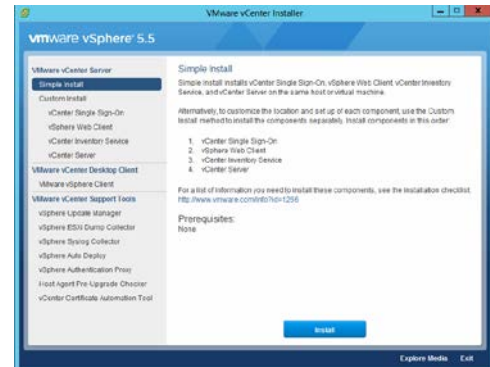 VMware vCenter Installer
vmware vSphere 5.5
VMware vCenter Server
Simple Install
Custom Install
vCenter Single Sign-On
vSphere Web Client
vCenter Inventory Service
vCenter Server
VMware vCenter Desktop Client
VMware vSphere Client
VMware vCenter Support Tools
vSphere Update Manager
vSphere ESXi Dump Collector
vSphere Syslog Collector
vSphere Auto Deploy
vSphere Authentication Proxy
Host Agent Pre-Upgrade Checker
vCenter Certificate Automation Tool
Simple Install
Simple Install installs vCenter Single Sign-On, vSphere Web Client, vCenter Inventory
Service, and vCenter Server on the same host or virtual machine.
Alternatively, to customize the location and set up of each component, use the Custom
Install method to install the components separately. Install components in this order:
1. vCenter Single Sign-On
2. vSphere Web Client
3. vCenter Inventory Service
4. vCenter Server
For a list of information you need to install these components, see the installation checklist.
http://www.vmware.com/info?id=1256
Prerequisites:
None
Install
Explore Media Exit